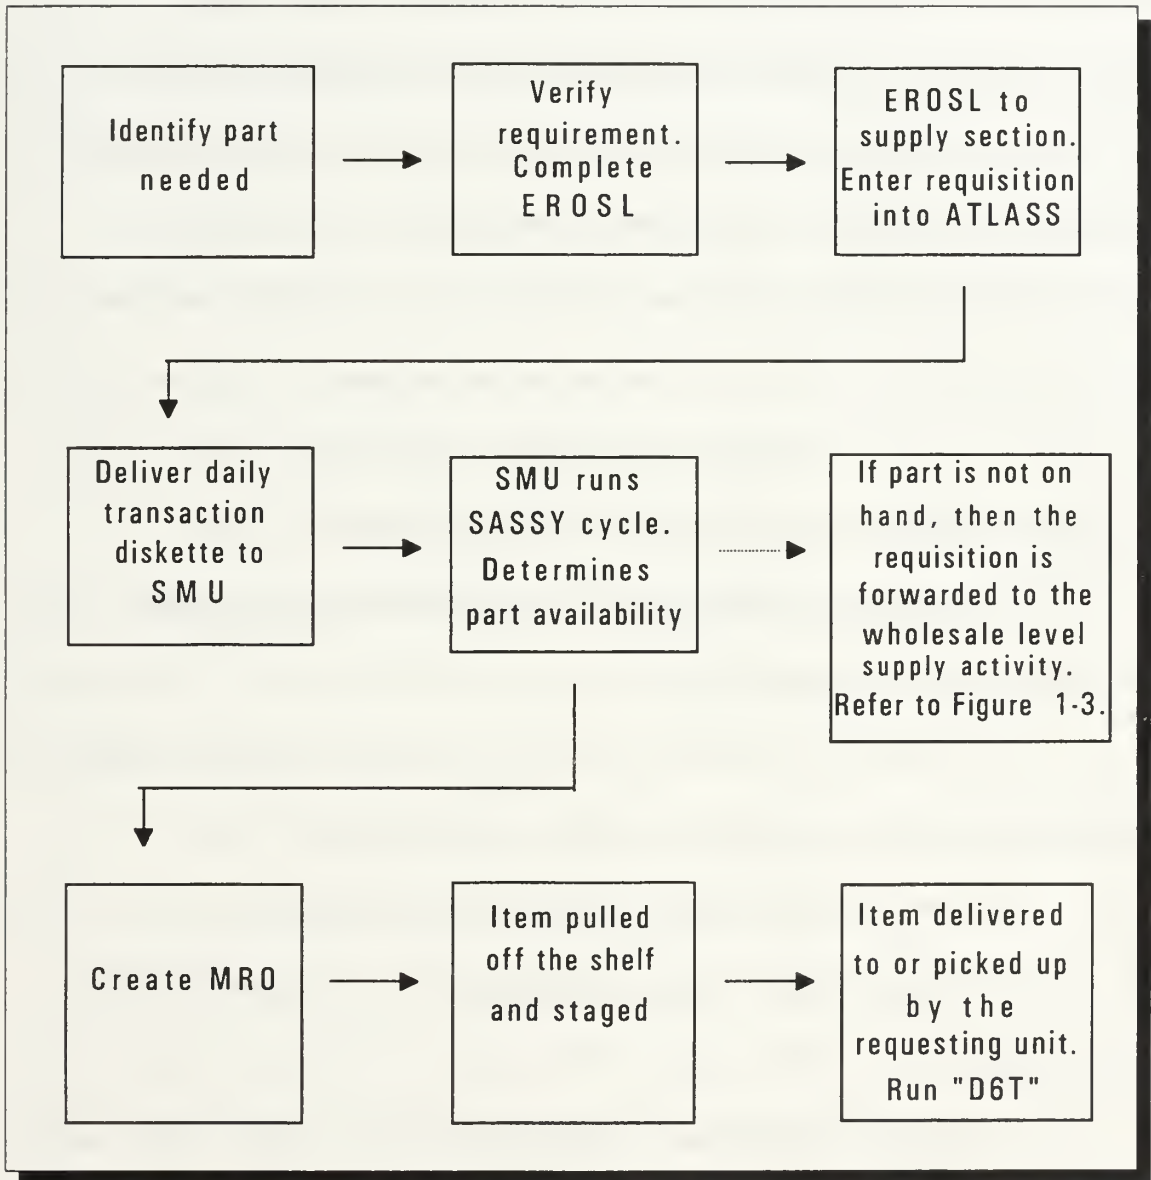 Identify part
needed
Verify
requirement.
Complete
EROSL
EROSL to
supply section.
Enter requisition
into ATLASS
Deliver daily
transaction
diskette to
SMU
SMU runs
SASSY cycle.
Determines
part availability
If part is not on
hand, then the
requisition is
forwarded to the
wholesale level
supply activity.
Refer to Figure 1-3.
Create MRO
Item pulled
off the shelf
and staged
Item delivered
to or picked up
by the
requesting unit.
Run "D6T"